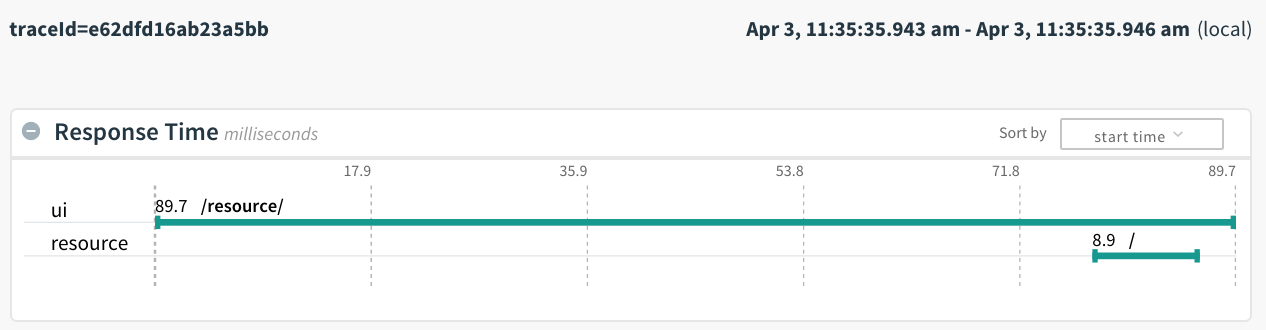 traceId=e62dfd16ab23a5bb
Apr 3, 11:35:35.943 am - Apr 3, 11:35:35.946 am (local)
Response Time milliseconds
Sort by
start time
17.9 35.9 53.8 71.8 89.7
ui
89.7 /resource/
resource
8.9 /